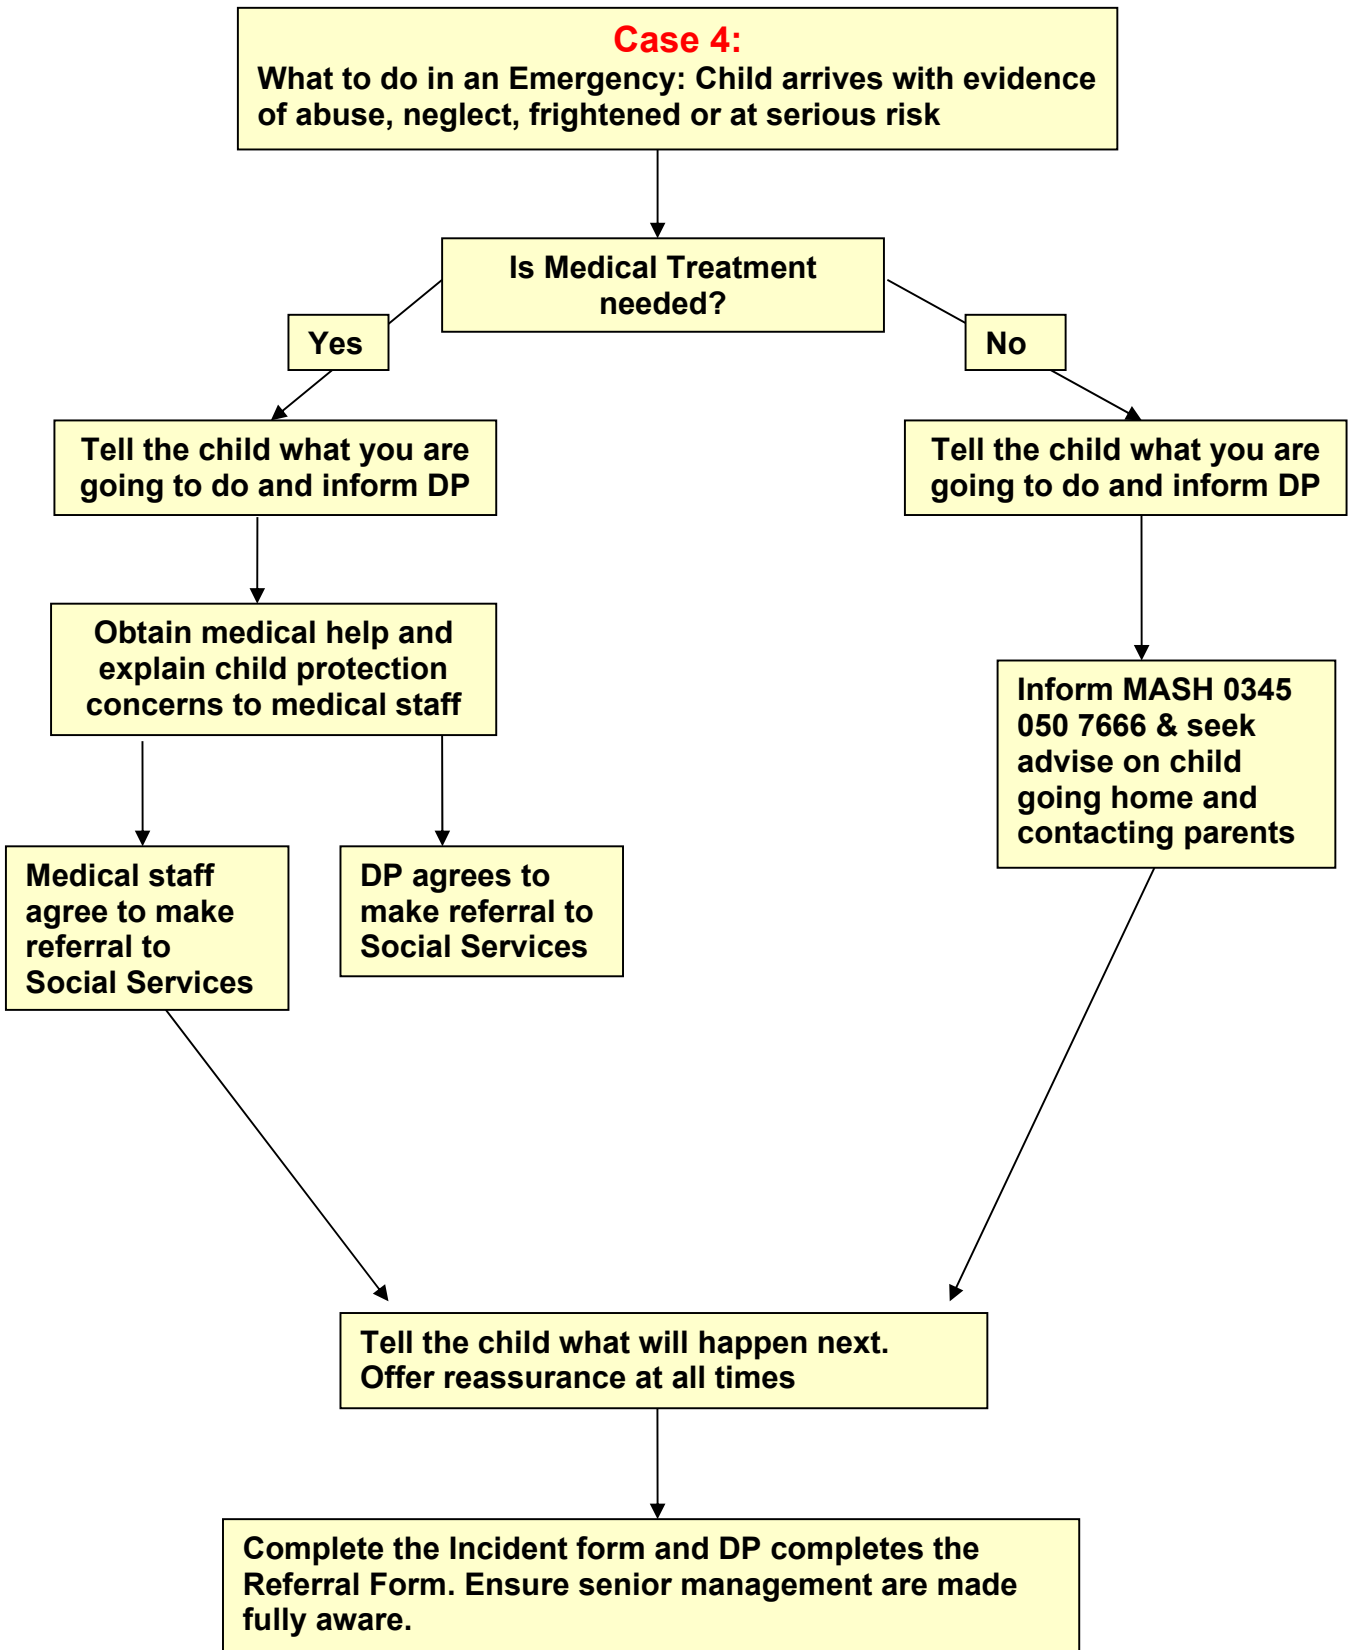 Case 4:
What to do in an Emergency: Child arrives with evidence
of abuse, neglect, frightened or at serious risk
Is Medical Treatment
needed?
Yes
No
Tell the child what you are
going to do and inform DP
Tell the child what you are
going to do and inform DP
Obtain medical help and
explain child protection
concerns to medical staff
Inform MASH 0345
050 7666 & seek
advise on child
going home and
contacting parents
Medical staff
agree to make
referral to
Social Services
DP agrees to
make referral to
Social Services
Tell the child what will happen next.
Offer reassurance at all times
Complete the Incident form and DP completes the
Referral Form. Ensure senior management are made
fully aware.